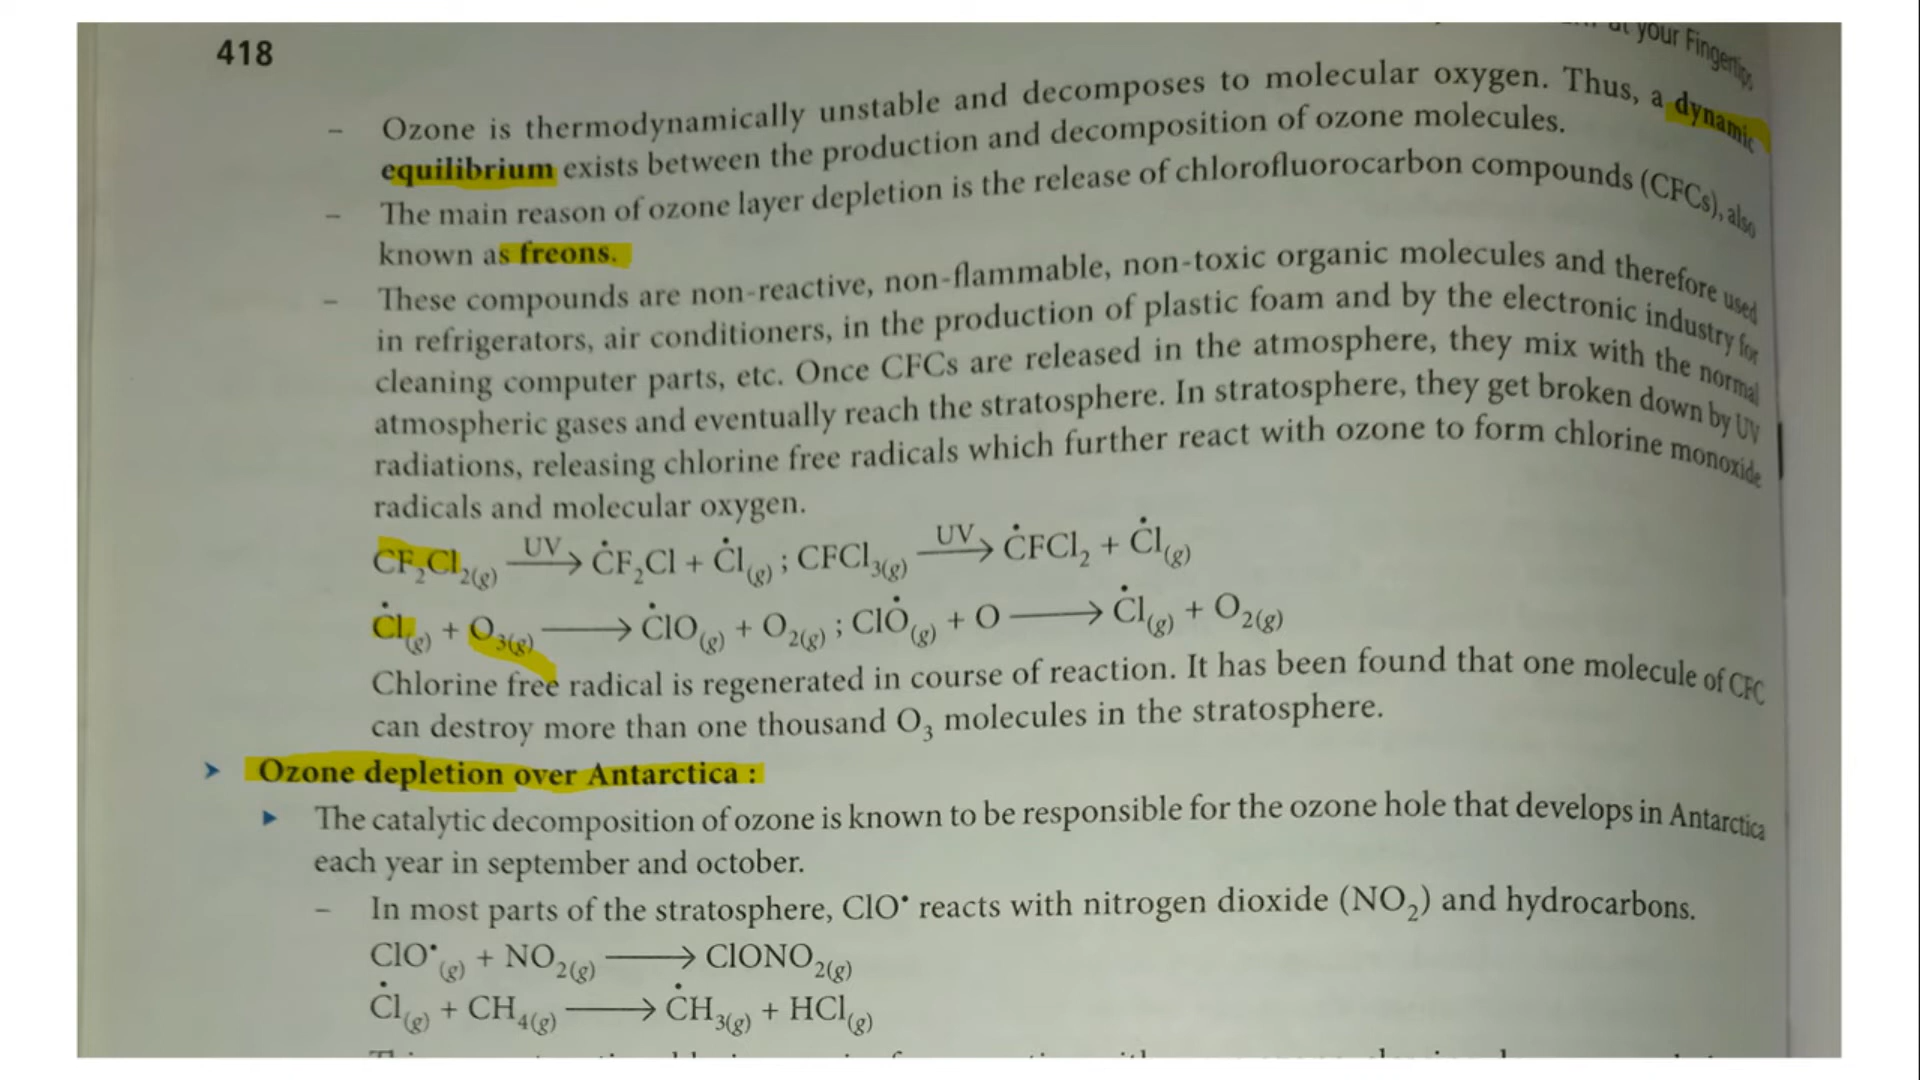 418
at your Fingertips
– Ozone is thermodynamically unstable and decomposes to molecular oxygen. Thus, a dynamic
equilibrium exists between the production and decomposition of ozone molecules.
– The main reason of ozone layer depletion is the release of chlorofluorocarbon compounds (CFCs), also
known as freons.
– These compounds are non-reactive, non-flammable, non-toxic organic molecules and therefore used
in refrigerators, air conditioners, in the production of plastic foam and by the electronic industry for
cleaning computer parts, etc. Once CFCs are released in the atmosphere, they mix with the normal
atmospheric gases and eventually reach the stratosphere. In stratosphere, they get broken down by UV
radiations, releasing chlorine free radicals which further react with ozone to form chlorine monoxide
radicals and molecular oxygen.
CF₂Cl₂(g) —UV→ ĊF₂Cl + Ċl(g) ; CFCl₃(g) —UV→ ĊFCl₂ + Ċl(g)
Ċl(g) + O₃(g) ⟶ ĊlO(g) + O₂(g) ; ClȮ(g) + O ⟶ Ċl(g) + O₂(g)
Chlorine free radical is regenerated in course of reaction. It has been found that one molecule of CFC
can destroy more than one thousand O₃ molecules in the stratosphere.
➤ Ozone depletion over Antarctica :
▶ The catalytic decomposition of ozone is known to be responsible for the ozone hole that develops in Antarctica
each year in september and october.
– In most parts of the stratosphere, ClO• reacts with nitrogen dioxide (NO₂) and hydrocarbons.
ClO•(g) + NO₂(g) ⟶ ClONO₂(g)
Ċl(g) + CH₄(g) ⟶ ĊH₃(g) + HCl(g)